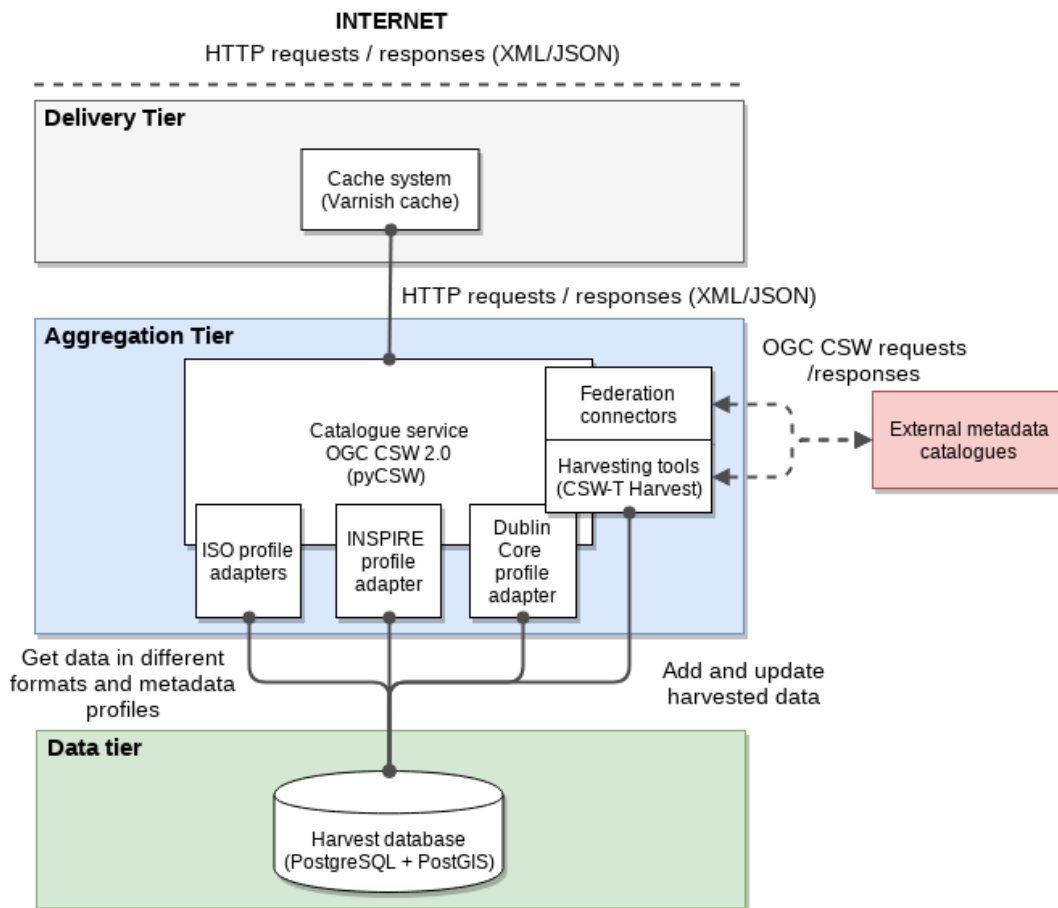 INTERNET
HTTP requests / responses (XML/JSON)
Delivery Tier
Cache system
(Varnish cache)
HTTP requests / responses (XML/JSON)
Aggregation Tier
OGC CSW requests
/responses
Federation
connectors
External metadata
catalogues
Catalogue service
OGC CSW 2.0
(pyCSW)
Harvesting tools
(CSW-T Harvest)
ISO profile
adapters
INSPIRE
profile
adapter
Dublin
Core
profile
adapter
Get data in different
formats and metadata
profiles
Add and update
harvested data
Data tier
Harvest database
(PostgreSQL + PostGIS)